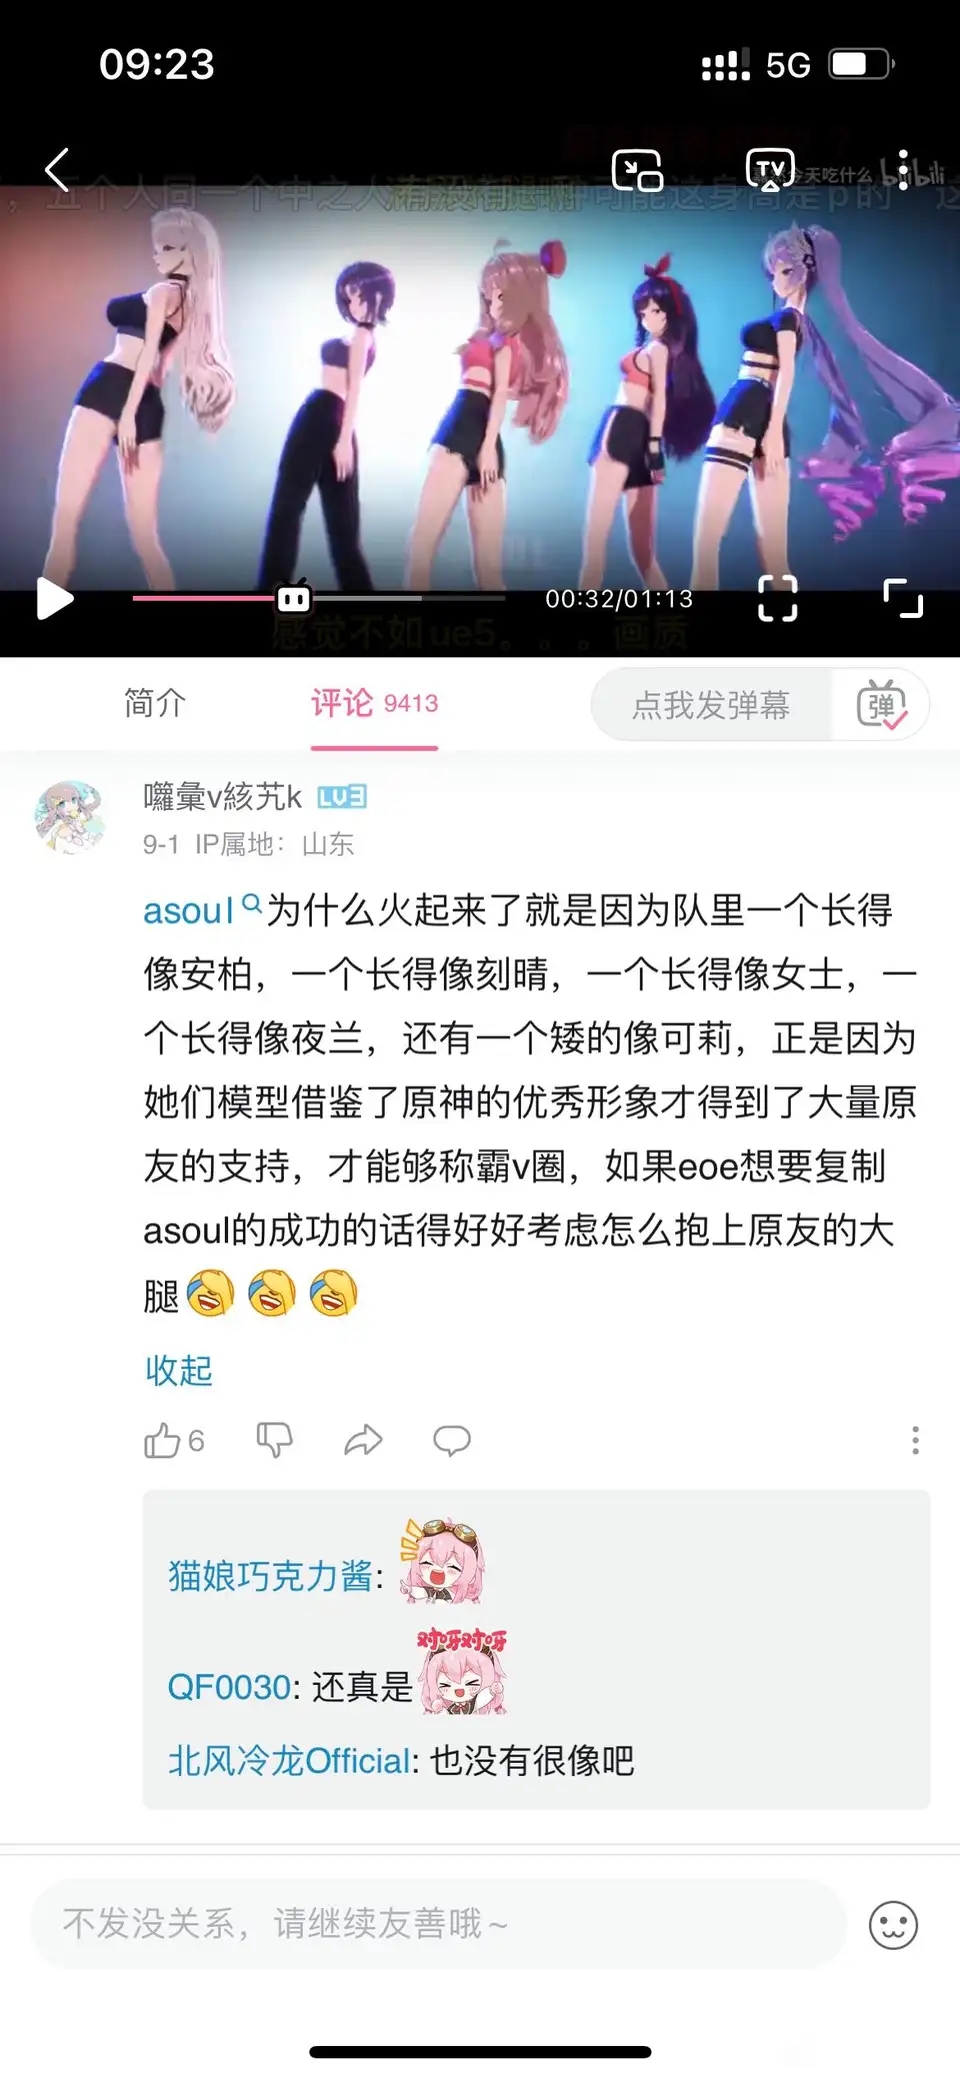 09:23
5G
TV
今天吃什么 bilibili
，五个人同一个中之人
可能这身高是p的
00:32/01:13
感觉不如ue5。。。画质
简介
评论 9413
点我发弹幕
弹
LV3
9-1 IP属地：山东
asoul为什么火起来了就是因为队里一个长得
像安柏，一个长得像刻晴，一个长得像女士，一
个长得像夜兰，还有一个矮的像可莉，正是因为
她们模型借鉴了原神的优秀形象才得到了大量原
友的支持，才能够称霸v圈，如果eoe想要复制
asoul的成功的话得好好考虑怎么抱上原友的大
腿
收起
6
猫娘巧克力酱:
对呀对呀
QF0030: 还真是
北风冷龙Official: 也没有很像吧
不发没关系，请继续友善哦~